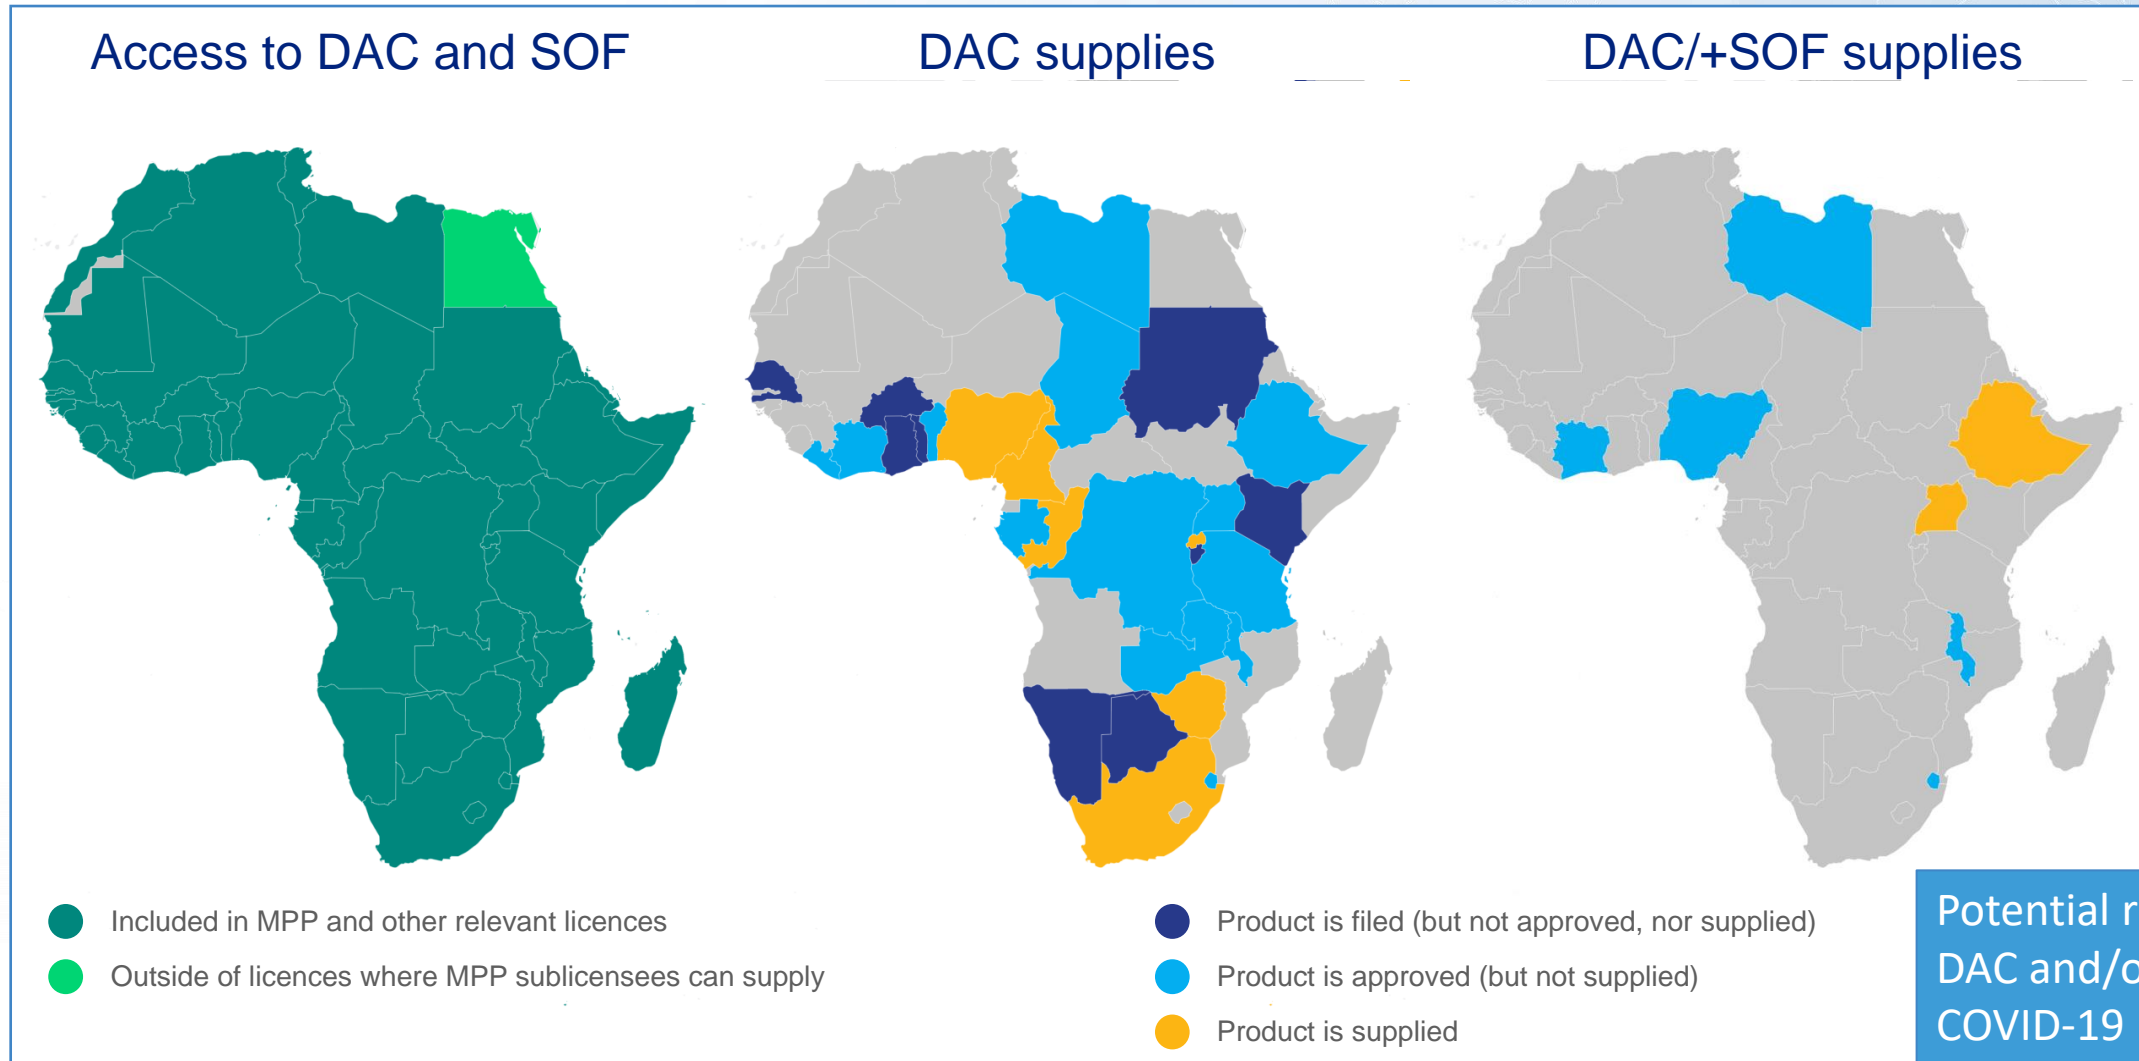 Access to DAC and SOF
DAC supplies
DAC/+SOF supplies
Included in MPP and other relevant licences
Outside of licences where MPP sublicensees can supply
Product is filed (but not approved, nor supplied)
Product is approved (but not supplied)
Product is supplied
Potential r
DAC and/o
COVID-19